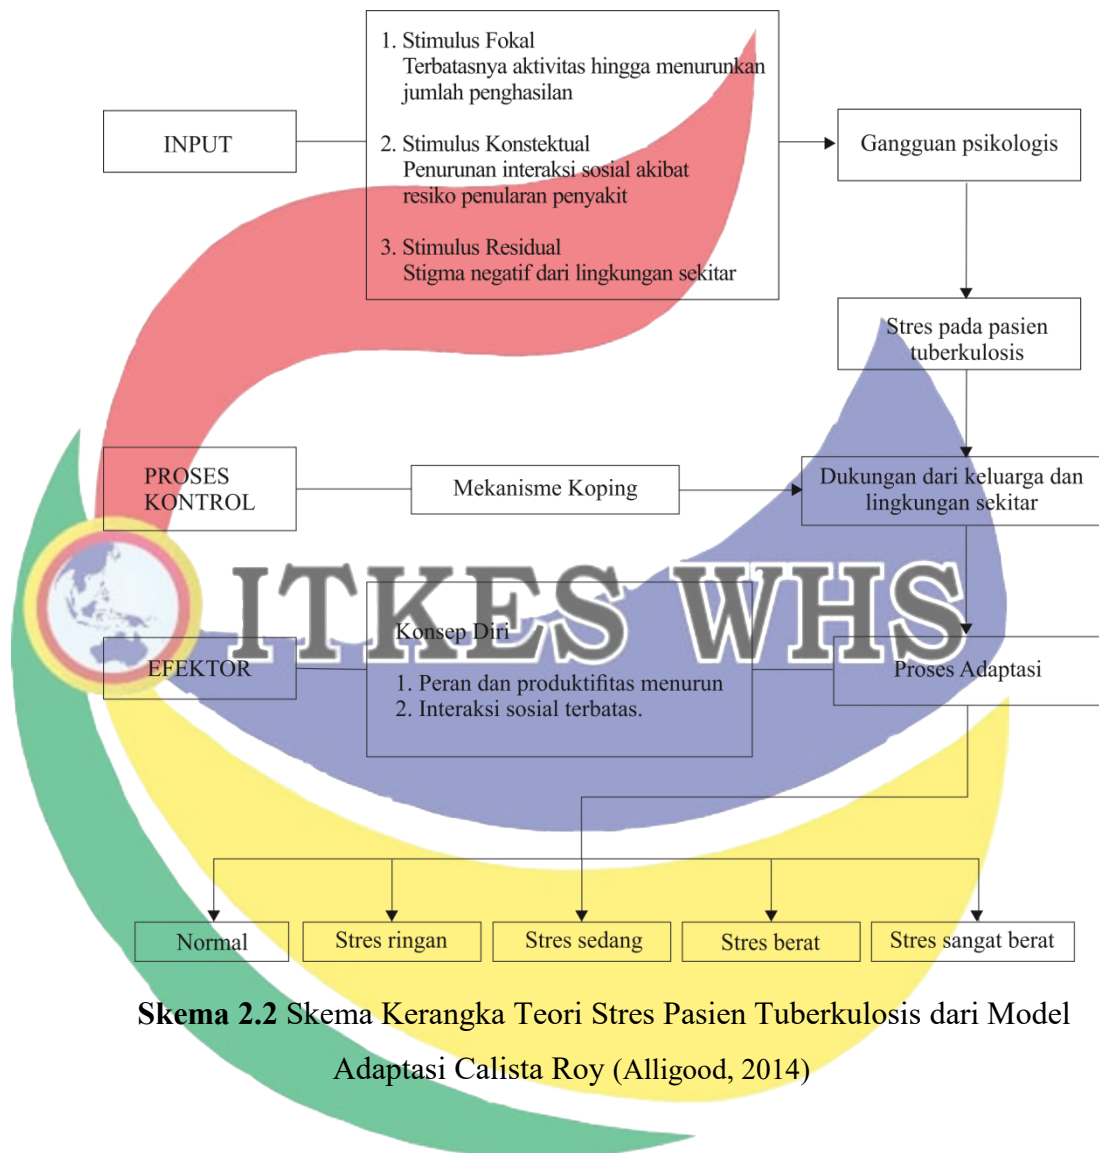 1. Stimulus Fokal
Terbatasnya aktivitas hingga menurunkan
jumlah penghasilan
INPUT
2. Stimulus Konstektual
Penurunan interaksi sosial akibat
resiko penularan penyakit
3. Stimulus Residual
Stigma negatif dari lingkungan sekitar
Gangguan psikologis
Stres pada pasien
tuberkulosis
PROSES
KONTROL
Mekanisme Koping
Dukungan dari keluarga dan
lingkungan sekitar
ITKES WHS
EFEKTOR
Konsep Diri
1. Peran dan produktifitas menurun
2. Interaksi sosial terbatas.
Proses Adaptasi
Normal
Stres ringan
Stres sedang
Stres berat
Stres sangat berat
Skema 2.2 Skema Kerangka Teori Stres Pasien Tuberkulosis dari Model
Adaptasi Calista Roy (Alligood, 2014)